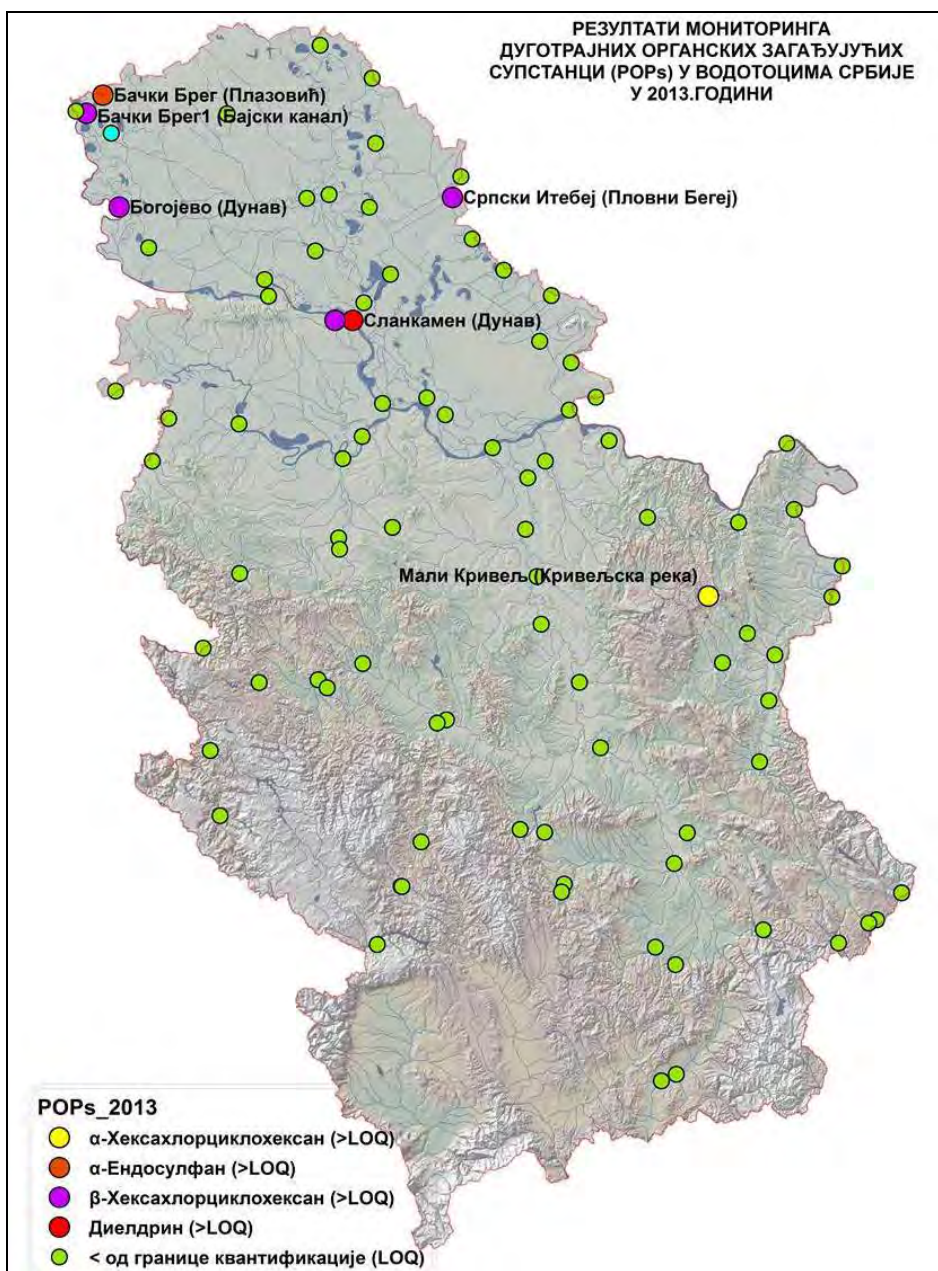 РЕЗУЛТАТИ МОНИТОРИНГА
ДУГОТРАЈНИХ ОРГАНСКИХ ЗАГАЂУЈУЋИХ
СУПСТАНЦИ (POPs) У ВОДОТОЦИМА СРБИЈЕ
У 2013.ГОДИНИ
Бачки Брег (Плазовић)
Бачки Брег1 (Бајски канал)
Српски Итебеј (Пловни Бегеј)
Богојево (Дунав)
Сланкамен (Дунав)
Мали Кривељ (Кривељска река)
POPs_2013
α-Хексахлорциклохексан (>LOQ)
α-Ендосулфан (>LOQ)
β-Хексахлорциклохексан (>LOQ)
Диелдрин (>LOQ)
< од границе квантификације (LOQ)